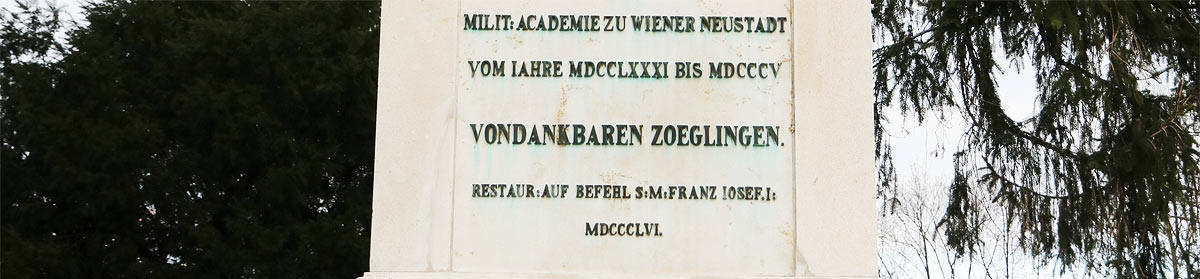 MILIT: ACADEMIE ZU WIENER NEUSTADT
VOM IAHRE MDCCLXXXI BIS MDCCCV
VONDANKBAREN ZOEGLINGEN.
RESTAUR: AUF BEFEHL S: M: FRANZ IOSEF. I:
MDCCCLVI.